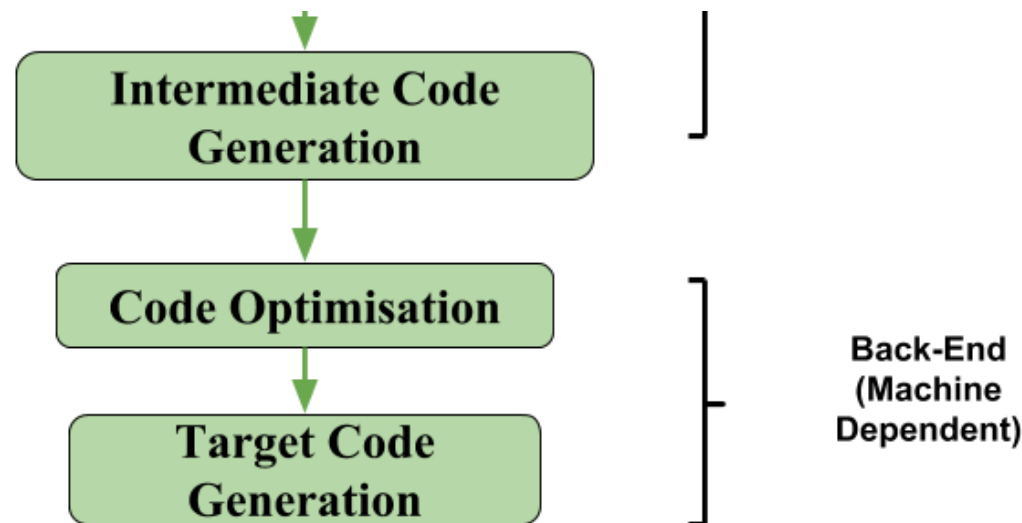 Intermediate Code
Generation
Code Optimisation
Back-End
(Machine
Dependent)
Target Code
Generation